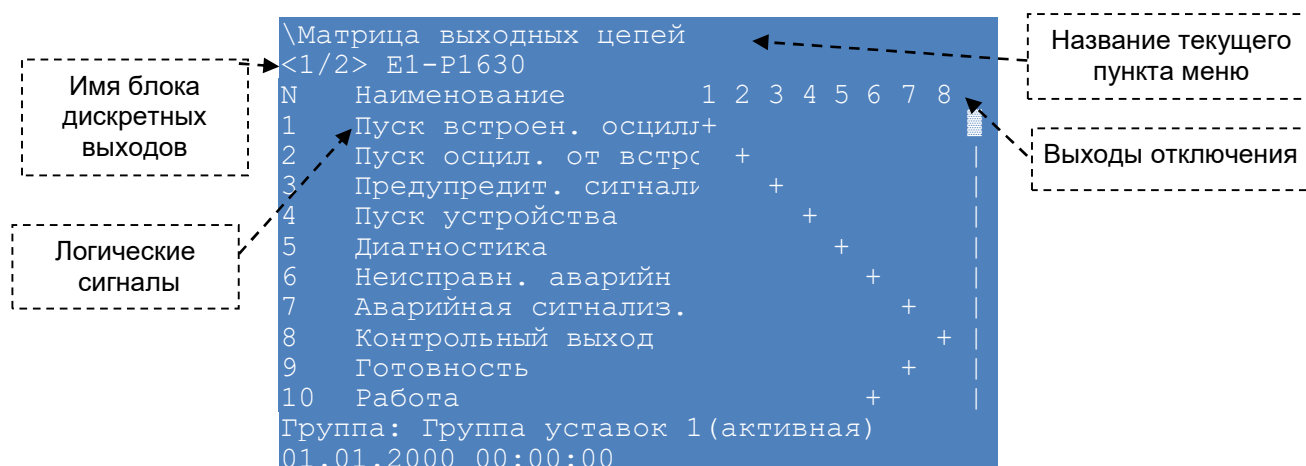 \Матрица выходных цепей
<1/2> E1-P1630
N Наименование 1 2 3 4 5 6 7 8
1 Пуск встроен. осцилл+
2 Пуск осцил. от встро +
3 Предупредит. сигнали +
4 Пуск устройства +
5 Диагностика +
6 Неисправн. аварийн +
7 Аварийная сигнализ. + |
8 Контрольный выход + |
9 Готовность + |
10 Работа + |
Группа: Группа уставок 1(активная)
01.01.2000 00:00:00
Имя блока
дискретных
выходов
Логические
сигналы
Название текущего
пункта меню
Выходы отключения